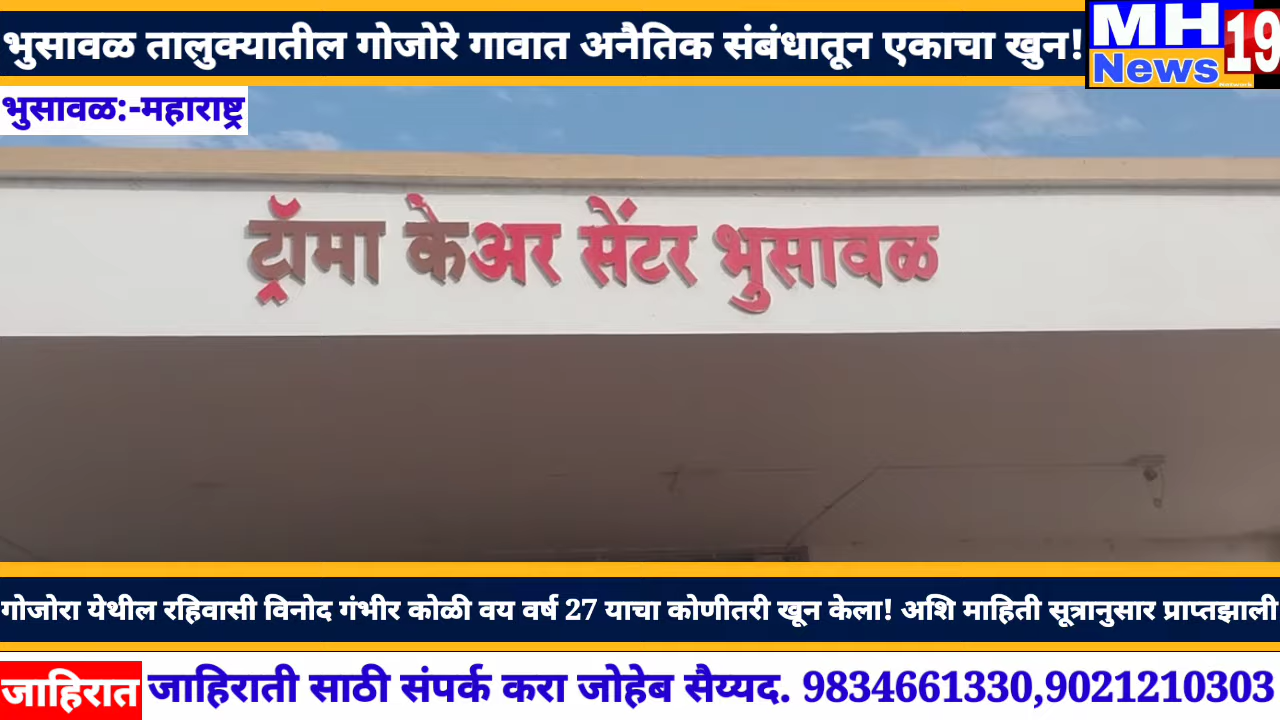 भुसावळ तालुक्यातील गोजोरे गावात अनैतिक संबंधातून एकाचा खुन!
MH 19
News
भुसावळ:-महाराष्ट्र
ट्रॉमा केअर सेंटर भुसावळ
गोजोरा येथील रहिवासी विनोद गंभीर कोळी वय वर्ष 27 याचा कोणीतरी खून केला! अशि माहिती सूत्रानुसार प्राप्तझाली
जाहिरात जाहिराती साठी संपर्क करा जोहेब सैय्यद. 9834661330,9021210303